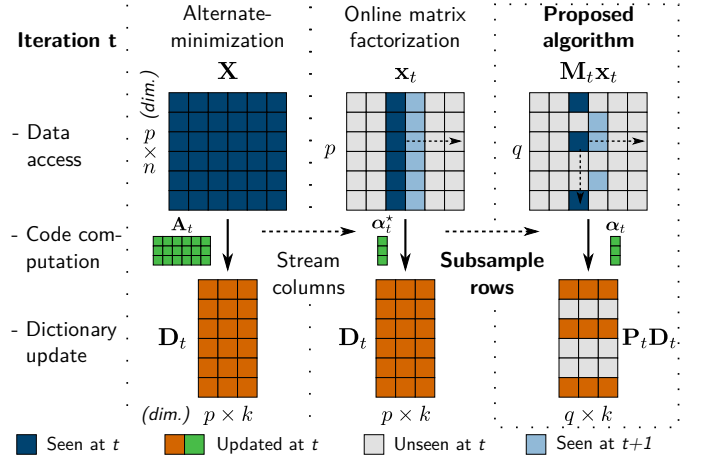 Iteration t
Alternate-
minimization
Online matrix
factorization
Proposed
algorithm
X
x_t
M_t x_t
- Data
access
p × n (dim.)
p
q
- Code com-
putation
A_t
α_t^⋆
α_t
Stream
columns
Subsample
rows
- Dictionary
update
D_t
D_t
P_t D_t
(dim.) p × k
p × k
q × k
Seen at t
Updated at t
Unseen at t
Seen at t+1